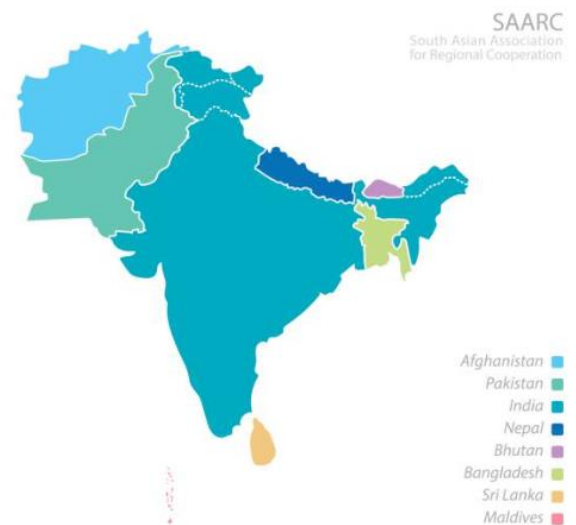 SAARC
South Asian Association
for Regional Cooperation
Afghanistan
Pakistan
India
Nepal
Bhutan
Bangladesh
Sri Lanka
Maldives